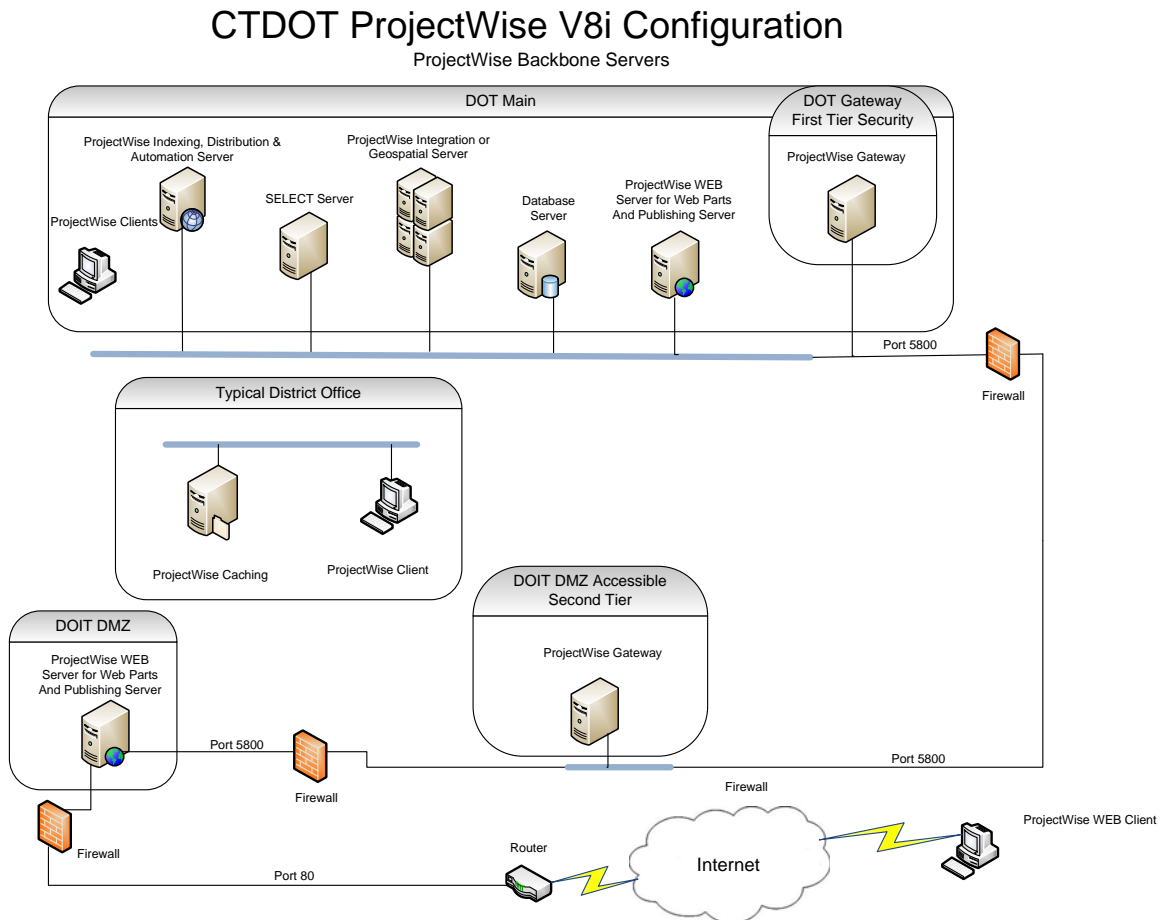 CTDOT ProjectWise V8i Configuration
ProjectWise Backbone Servers
DOT Main
DOT Gateway
First Tier Security
ProjectWise Indexing, Distribution &
Automation Server
ProjectWise Integration or
Geospatial Server
ProjectWise Gateway
SELECT Server
Database
Server
ProjectWise WEB
Server for Web Parts
And Publishing Server
ProjectWise Clients
Port 5800
Firewall
Typical District Office
ProjectWise Caching
ProjectWise Client
DOIT DMZ Accessible
Second Tier
ProjectWise Gateway
DOIT DMZ
ProjectWise WEB
Server for Web Parts
And Publishing Server
Port 5800
Firewall
Port 5800
Firewall
Firewall
Port 80
Router
Internet
ProjectWise WEB Client